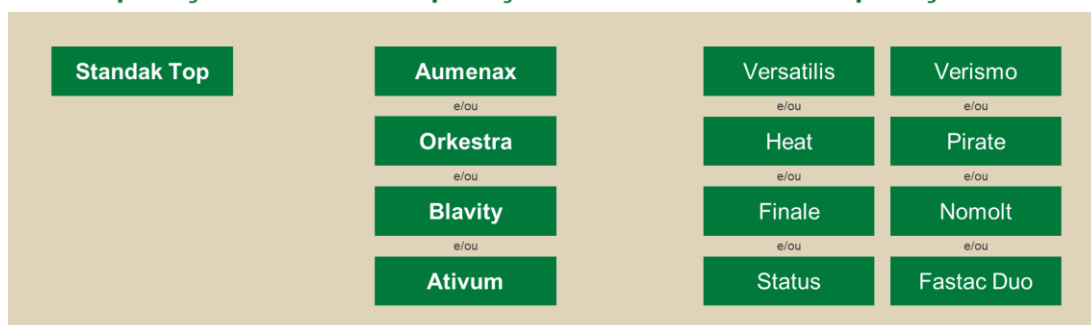 Standak Top
Aumenax
e/ou
Orkestra
e/ou
Blavity
e/ou
Ativum
Versatilis
e/ou
Heat
e/ou
Finale
e/ou
Status
Verismo
e/ou
Pirate
e/ou
Nomolt
e/ou
Fastac Duo